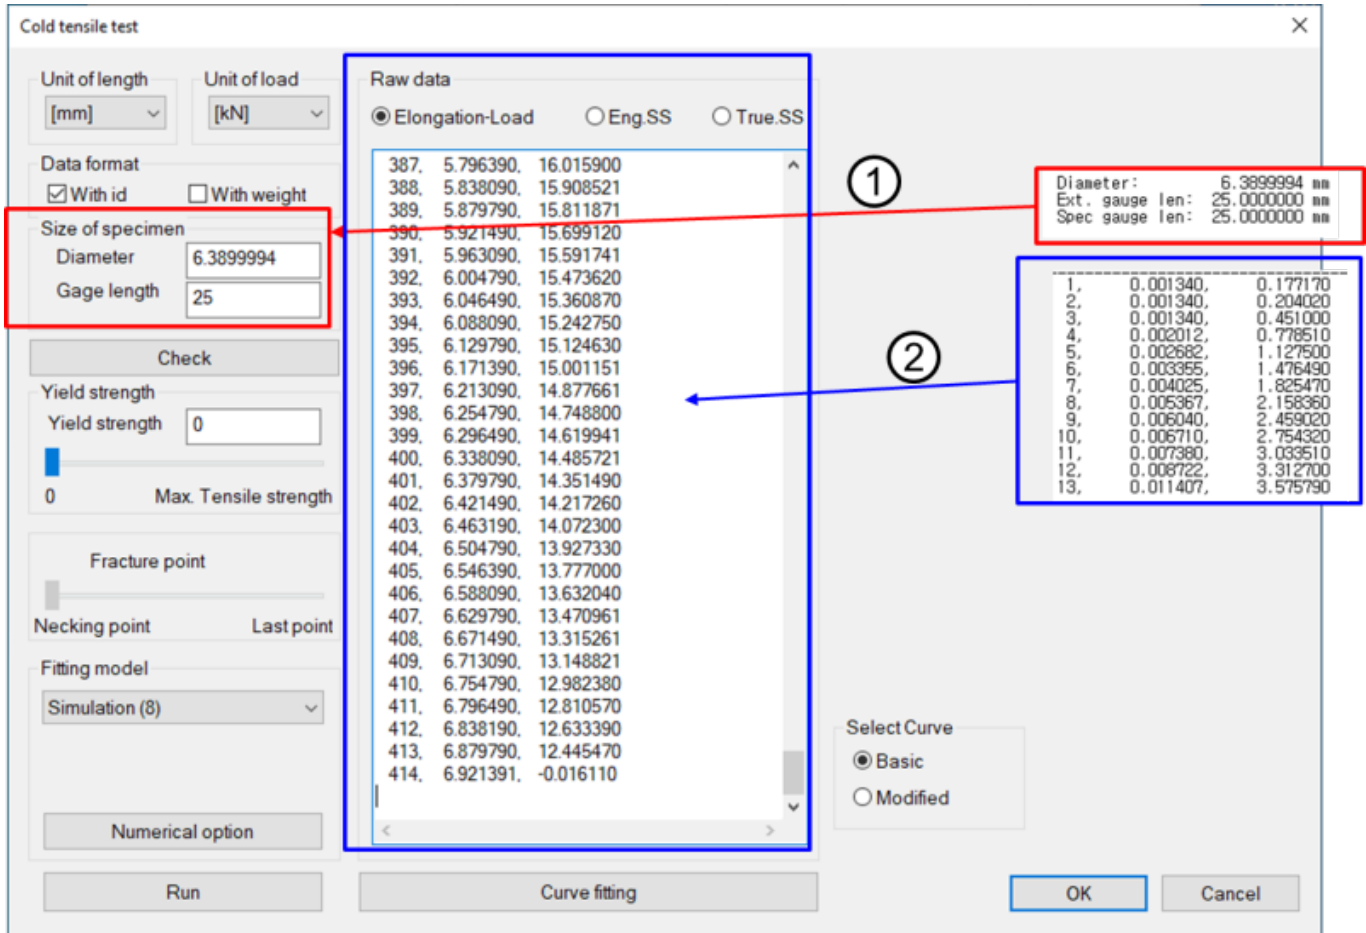 Cold tensile test
Unit of length
[mm]
Unit of load
[kN]
Data format
With id
With weight
Size of specimen
Diameter
6.3899994
Gage length
25
Check
Yield strength
Yield strength
0
0
Max. Tensile strength
Fracture point
Necking point
Last point
Fitting model
Simulation (8)
Numerical option
Run
Raw data
Elongation-Load
Eng.SS
True.SS
387, 5.796390, 16.015900
388, 5.838090, 15.908521
389, 5.879790, 15.811871
390, 5.921490, 15.699120
391, 5.963090, 15.591741
392, 6.004790, 15.473620
393, 6.046490, 15.360870
394, 6.088090, 15.242750
395, 6.129790, 15.124630
396, 6.171390, 15.001151
397, 6.213090, 14.877661
398, 6.254790, 14.748800
399, 6.296490, 14.619941
400, 6.338090, 14.485721
401, 6.379790, 14.351490
402, 6.421490, 14.217260
403, 6.463190, 14.072300
404, 6.504790, 13.927330
405, 6.546390, 13.777000
406, 6.588090, 13.632040
407, 6.629790, 13.470961
408, 6.671490, 13.315261
409, 6.713090, 13.148821
410, 6.754790, 12.982380
411, 6.796490, 12.810570
412, 6.838190, 12.633390
413, 6.879790, 12.445470
414, 6.921391, -0.016110
Curve fitting
1
Diameter: 6.3899994 mm
Ext. gauge len: 25.0000000 mm
Spec gauge len: 25.0000000 mm
2
1, 0.001340, 0.177170
2, 0.001340, 0.204020
3, 0.001340, 0.451000
4, 0.002012, 0.778510
5, 0.002682, 1.127500
6, 0.003355, 1.476490
7, 0.004025, 1.825470
8, 0.005367, 2.158360
9, 0.006040, 2.459020
10, 0.006710, 2.754320
11, 0.007380, 3.033510
12, 0.008722, 3.312700
13, 0.011407, 3.575790
Select Curve
Basic
Modified
OK
Cancel